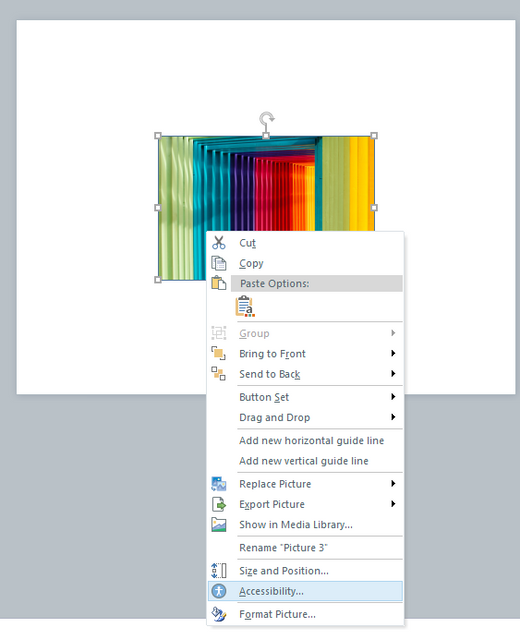 Cut
Copy
Paste Options:
a
Group
Bring to Front
Send to Back
Button Set
Drag and Drop
Add new horizontal guide line
Add new vertical guide line
Replace Picture
Export Picture
Show in Media Library...
Rename "Picture 3"
Size and Position...
Accessibility...
Format Picture...